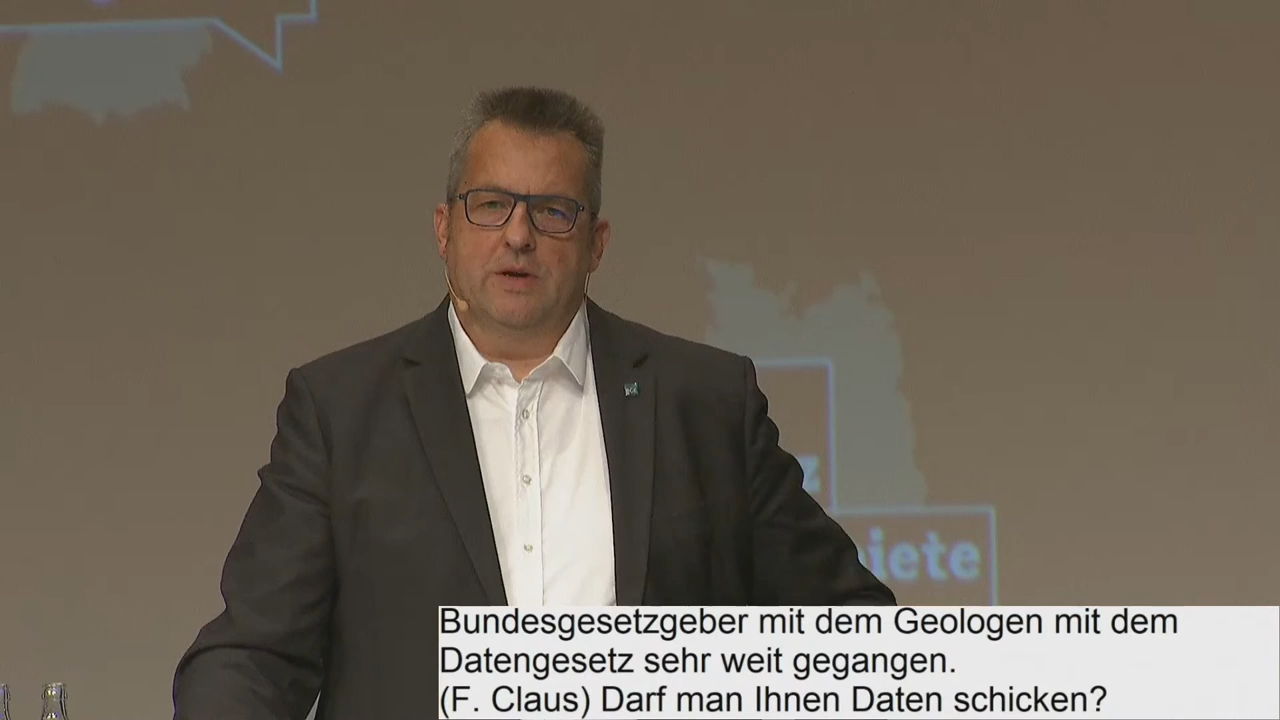 z
iete
Bundesgesetzgeber mit dem Geologen mit dem
Datengesetz sehr weit gegangen.
(F. Claus) Darf man Ihnen Daten schicken?